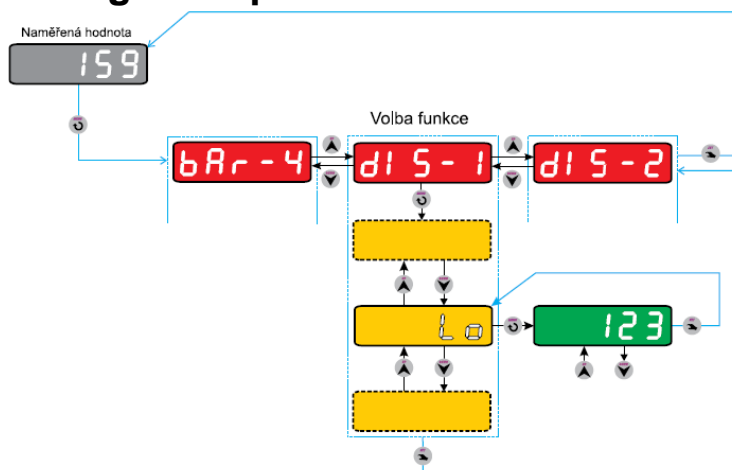 Naměřená hodnota
159
Volba funkce
bAr-4
dIS-1
dIS-2
Lo
123